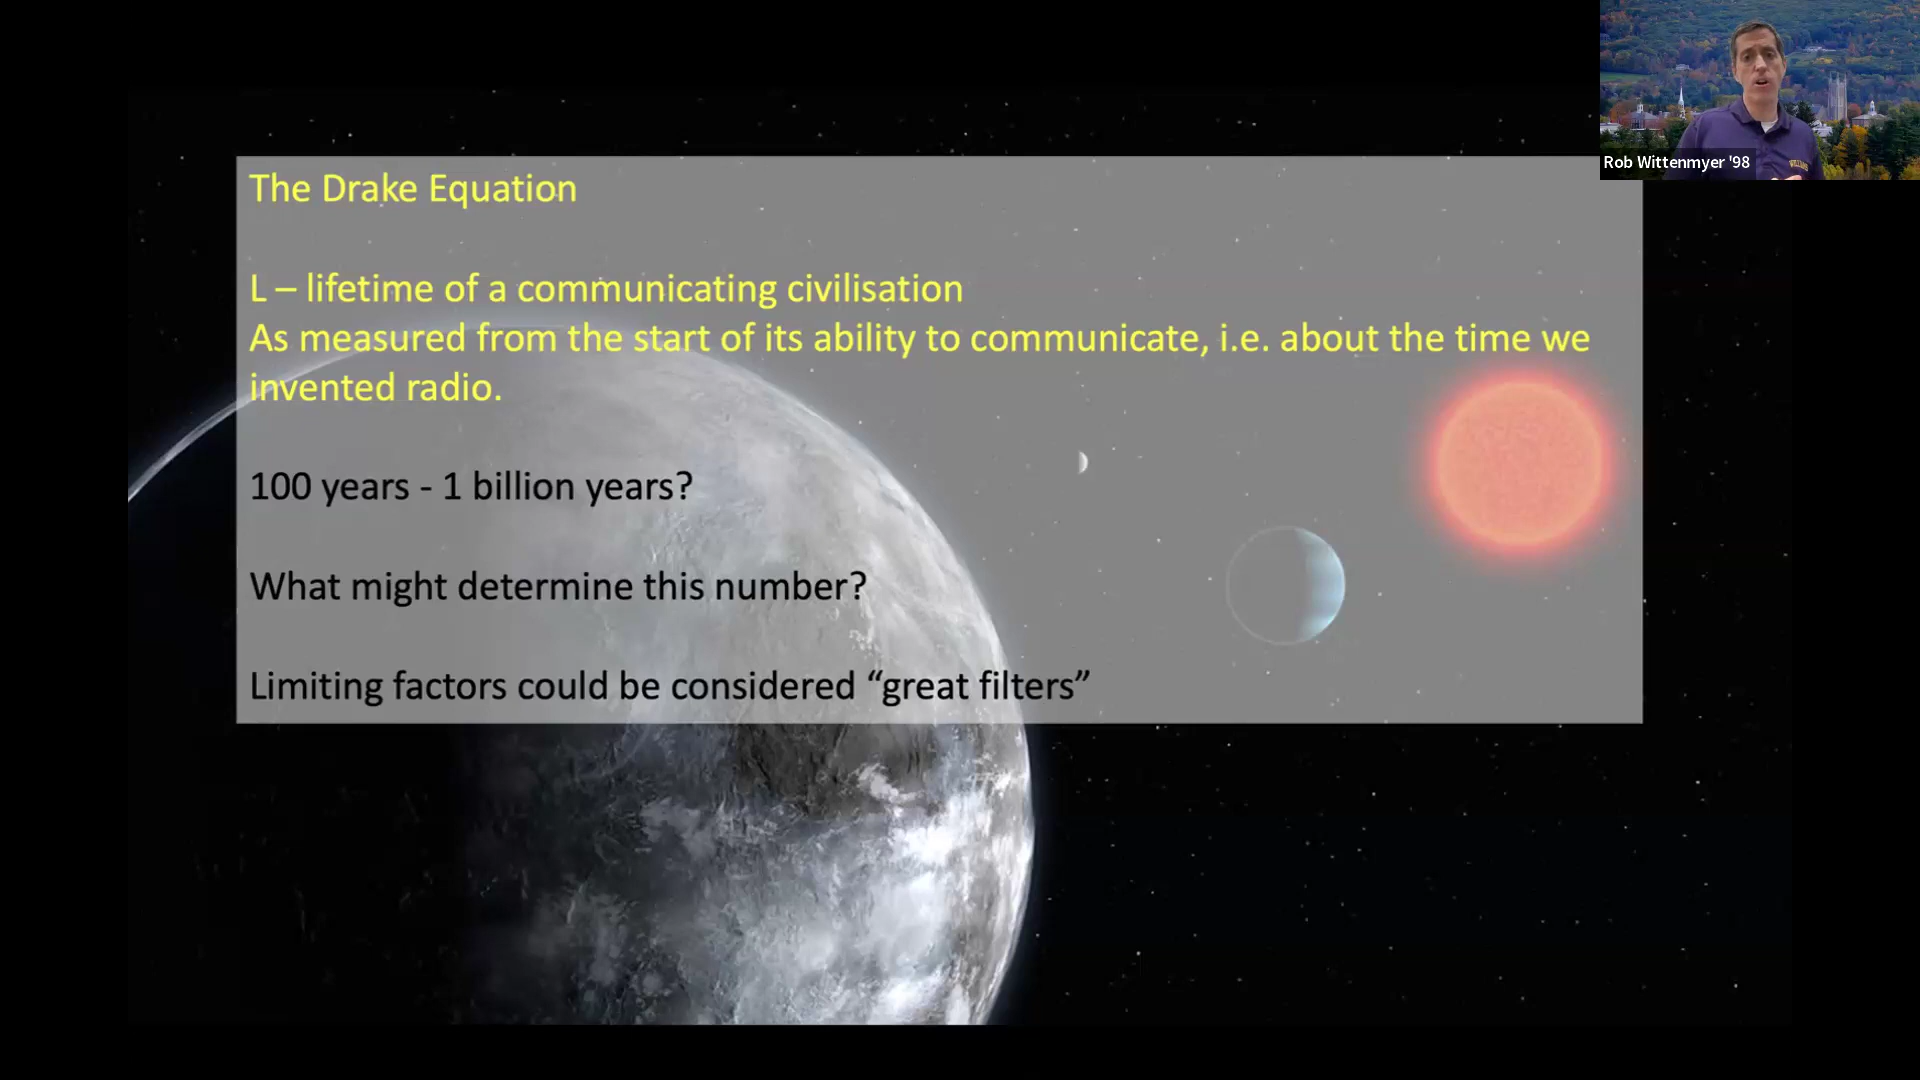 The Drake Equation
L – lifetime of a communicating civilisation
As measured from the start of its ability to communicate, i.e. about the time we
invented radio.
100 years - 1 billion years?
What might determine this number?
Limiting factors could be considered “great filters”
Rob Wittenmyer '98